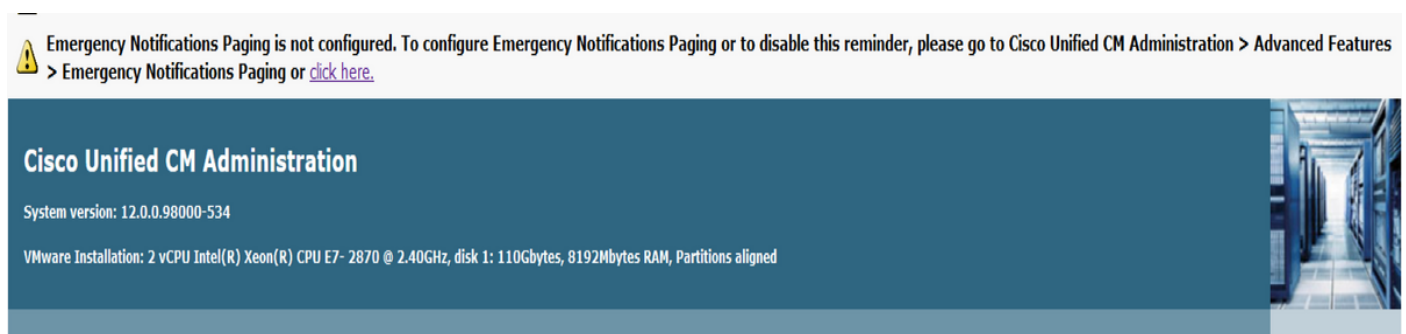 Emergency Notifications Paging is not configured. To configure Emergency Notifications Paging or to disable this reminder, please go to Cisco Unified CM Administration > Advanced Features
> Emergency Notifications Paging or click here.
Cisco Unified CM Administration
System version: 12.0.0.98000-534
VMware Installation: 2 vCPU Intel(R) Xeon(R) CPU E7- 2870 @ 2.40GHz, disk 1: 110Gbytes, 8192Mbytes RAM, Partitions aligned